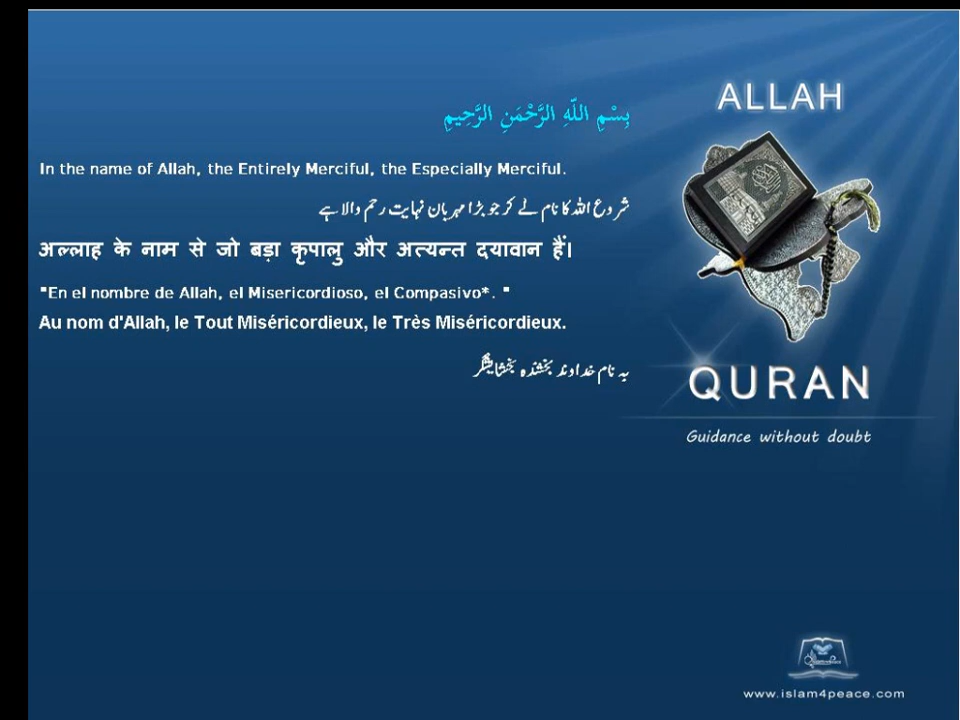 بِسْمِ اللّهِ الرَّحْمَنِ الرَّحِيمِ
In the name of Allah, the Entirely Merciful, the Especially Merciful.
شروع اللہ کا نام لے کر جو بڑا مہربان نہایت رحم والا ہے
अल्लाह के नाम से जो बड़ा कृपालु और अत्यन्त दयावान हैं।
"En el nombre de Allah, el Misericordioso, el Compasivo*. "
Au nom d'Allah, le Tout Miséricordieux, le Très Miséricordieux.
به نام خداوند بخشنده بخشایشگر
ALLAH
QURAN
Guidance without doubt
www.islam4peace.com